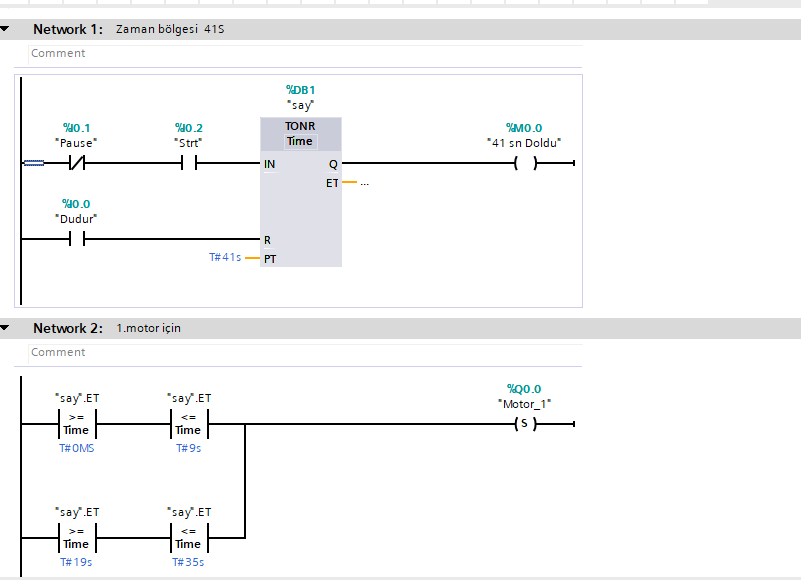 Network 1: Zaman bölgesi 41S
Comment
%DB1
"say"
%I0.1 %I0.2 TONR %M0.0
"Pause" "Strt" Time "41 sn Doldu"
IN Q
ET ...
%I0.0
"Dudur"
R
T#41s PT
Network 2: 1.motor için
Comment
"say".ET "say".ET %Q0.0
"Motor_1"
>= <=
Time Time S
T#0MS T#9s
"say".ET "say".ET
>= <=
Time Time
T#19s T#35s